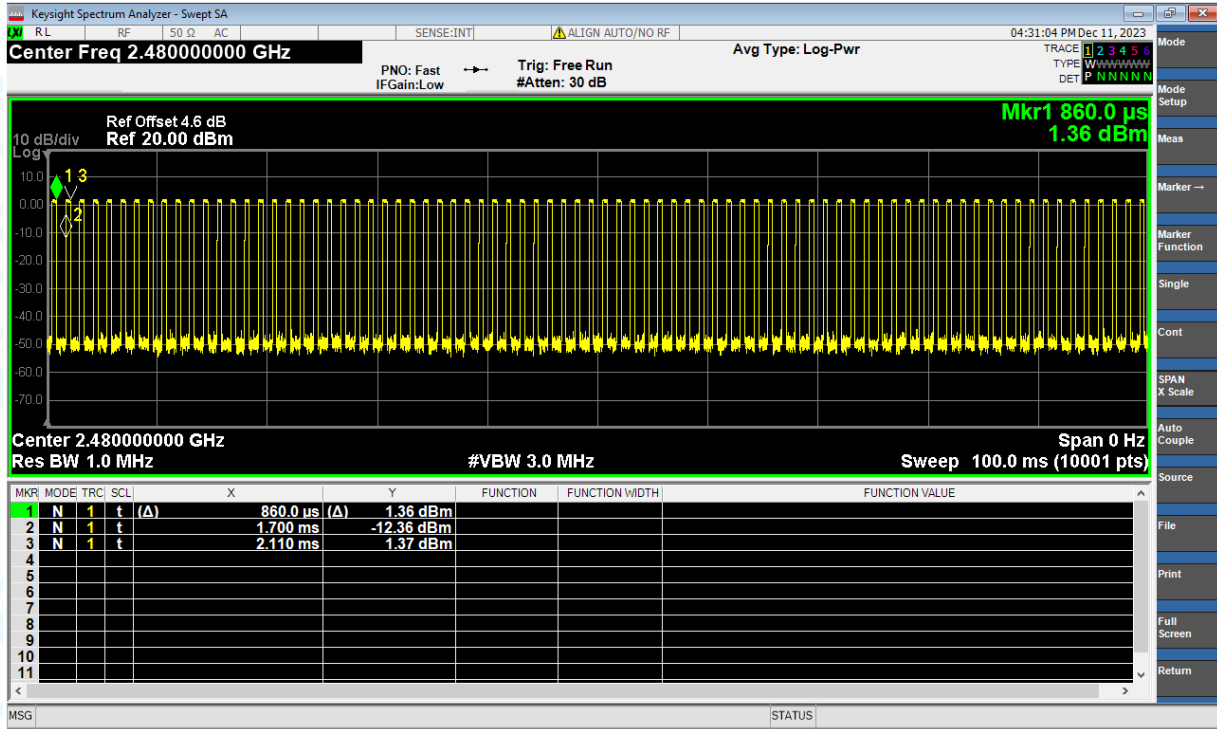 Keysight Spectrum Analyzer - Swept SA
LXI RL RF 50 Ω AC SENSE:INT ALIGN AUTO/NO RF 04:31:04 PM Dec 11, 2023
Center Freq 2.480000000 GHz
PNO: Fast
IFGain:Low
Trig: Free Run
#Atten: 30 dB
Avg Type: Log-Pwr
TRACE 1 2 3 4 5 6
TYPE WWWWWW
DET P N N N N N
Mkr1 860.0 µs
1.36 dBm
Ref Offset 4.6 dB
10 dB/div Ref 20.00 dBm
Log
10.0
0.00
-10.0
-20.0
-30.0
-40.0
-50.0
-60.0
-70.0
1 3
2
Center 2.480000000 GHz Span 0 Hz
Res BW 1.0 MHz #VBW 3.0 MHz Sweep 100.0 ms (10001 pts)
MKR MODE TRC SCL X Y FUNCTION FUNCTION WIDTH FUNCTION VALUE
1 N 1 t (Δ) 860.0 µs (Δ) 1.36 dBm
2 N 1 t 1.700 ms -12.36 dBm
3 N 1 t 2.110 ms 1.37 dBm
4
5
6
7
8
9
10
11
MSG STATUS
Mode
Mode
Setup
Meas
Marker →
Marker
Function
Single
Cont
SPAN
X Scale
Auto
Couple
Source
File
Print
Full
Screen
Return